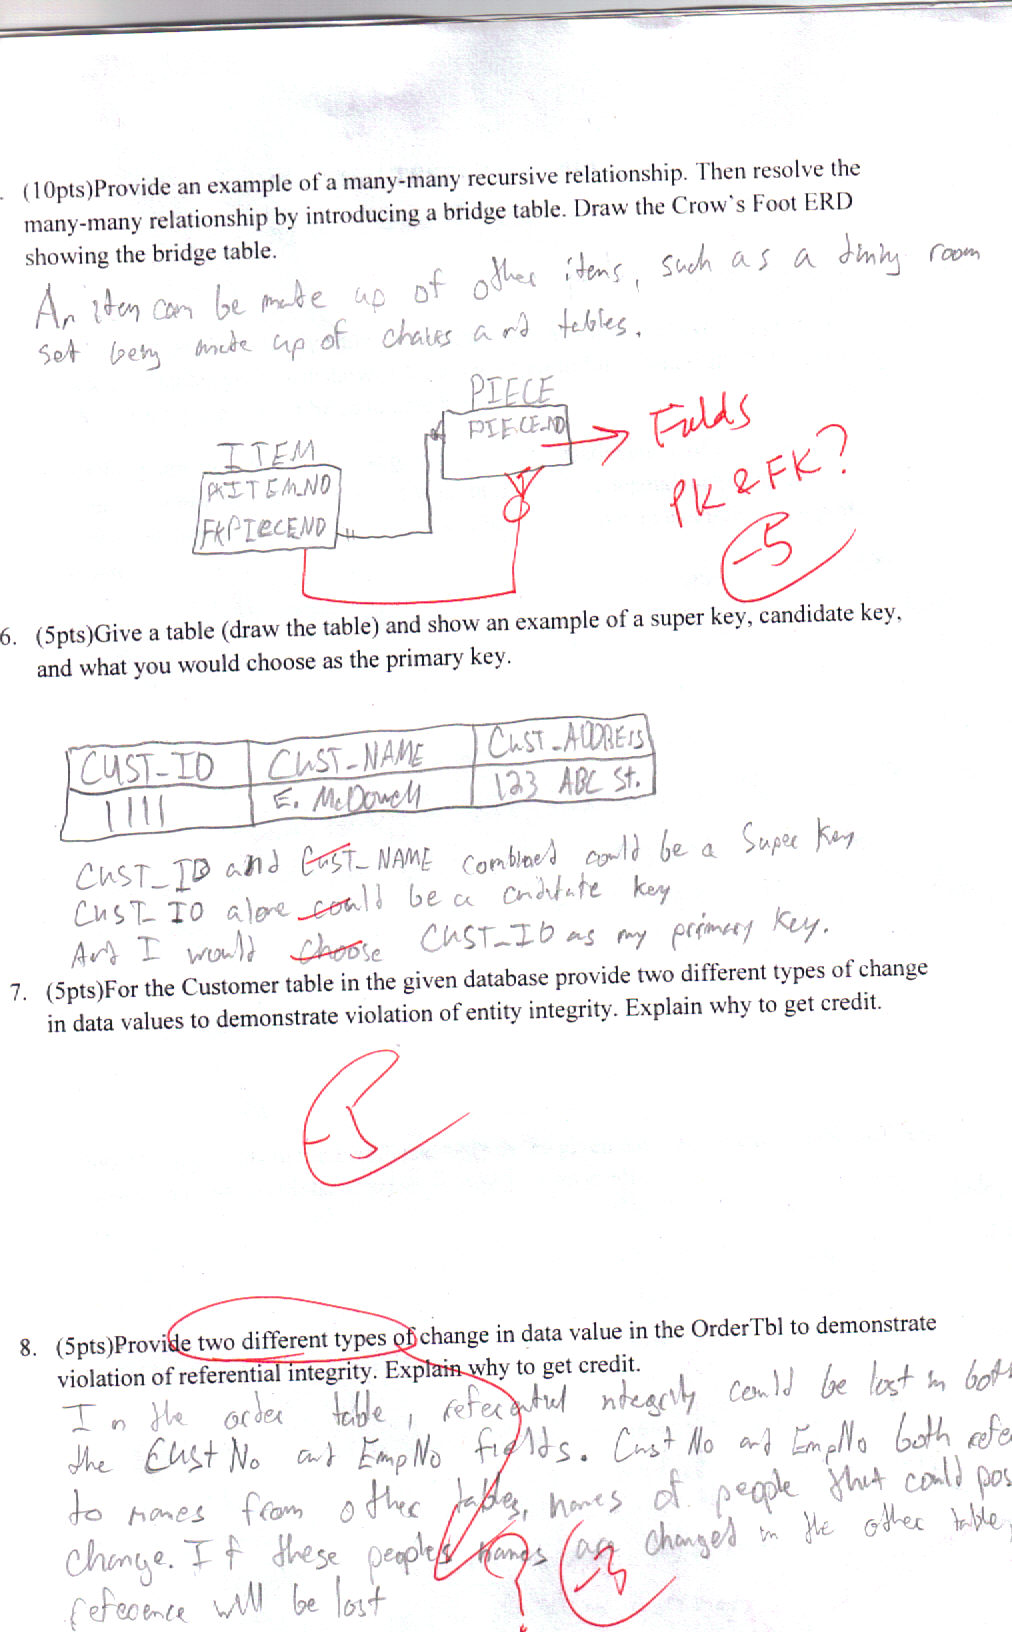 (10pts)Provide an example of a many-many recursive relationship. Then resolve the
many-many relationship by introducing a bridge table. Draw the Crow's Foot ERD
showing the bridge table.
An item can be made up of other items, such as a dining room
set being made up of chairs and tables.
PIECE
PIECE_NO
Fields
PK & FK?
-5
ITEM
PKITEM_NO
FKPIECENO
6. (5pts)Give a table (draw the table) and show an example of a super key, candidate key,
and what you would choose as the primary key.
CUST_ID CUST_NAME CUST_ADDRESS
1111 E. McDowell 123 ABC St.
CUST_ID and CUST_NAME combined could be a Super Key
CUST_ID alone could be a canditate key
And I would choose CUST_ID as my primary key.
7. (5pts)For the Customer table in the given database provide two different types of change
in data values to demonstrate violation of entity integrity. Explain why to get credit.
-5
8. (5pts)Provide two different types of change in data value in the OrderTbl to demonstrate
violation of referential integrity. Explain why to get credit.
In the order table, referential integrity could be lost in both
the CustNo and EmpNo fields. CustNo and EmpNo both refe
to names from other tables, names of people that could pos
change. If these people's names are changed in the other table,
reference will be lost
?
-3